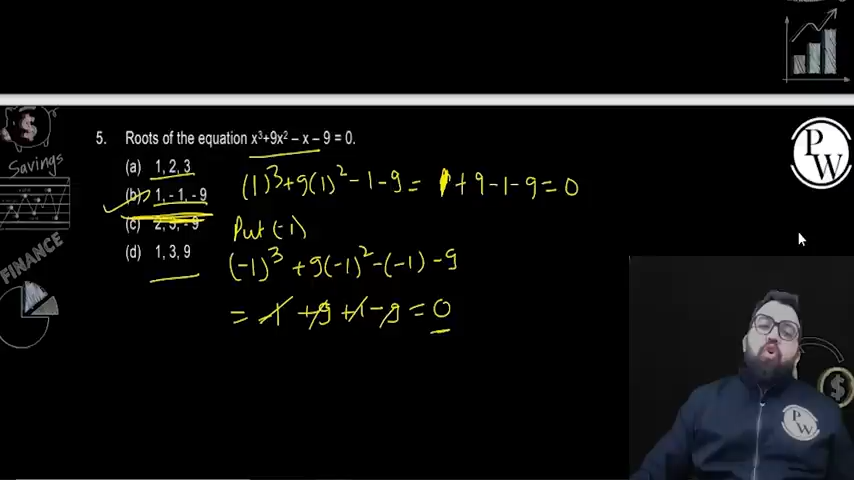 Savings
FINANCE
P
W
5. Roots of the equation x³+9x² – x – 9 = 0.
(a) 1, 2, 3
(b) 1, - 1, - 9
(c) 2, 3, - 9
(d) 1, 3, 9
(1)³+9(1)²-1-9= 1+9-1-9=0
Put (-1)
(-1)³+9(-1)²-(-1)-9
= -1+9+1-9=0
P
W